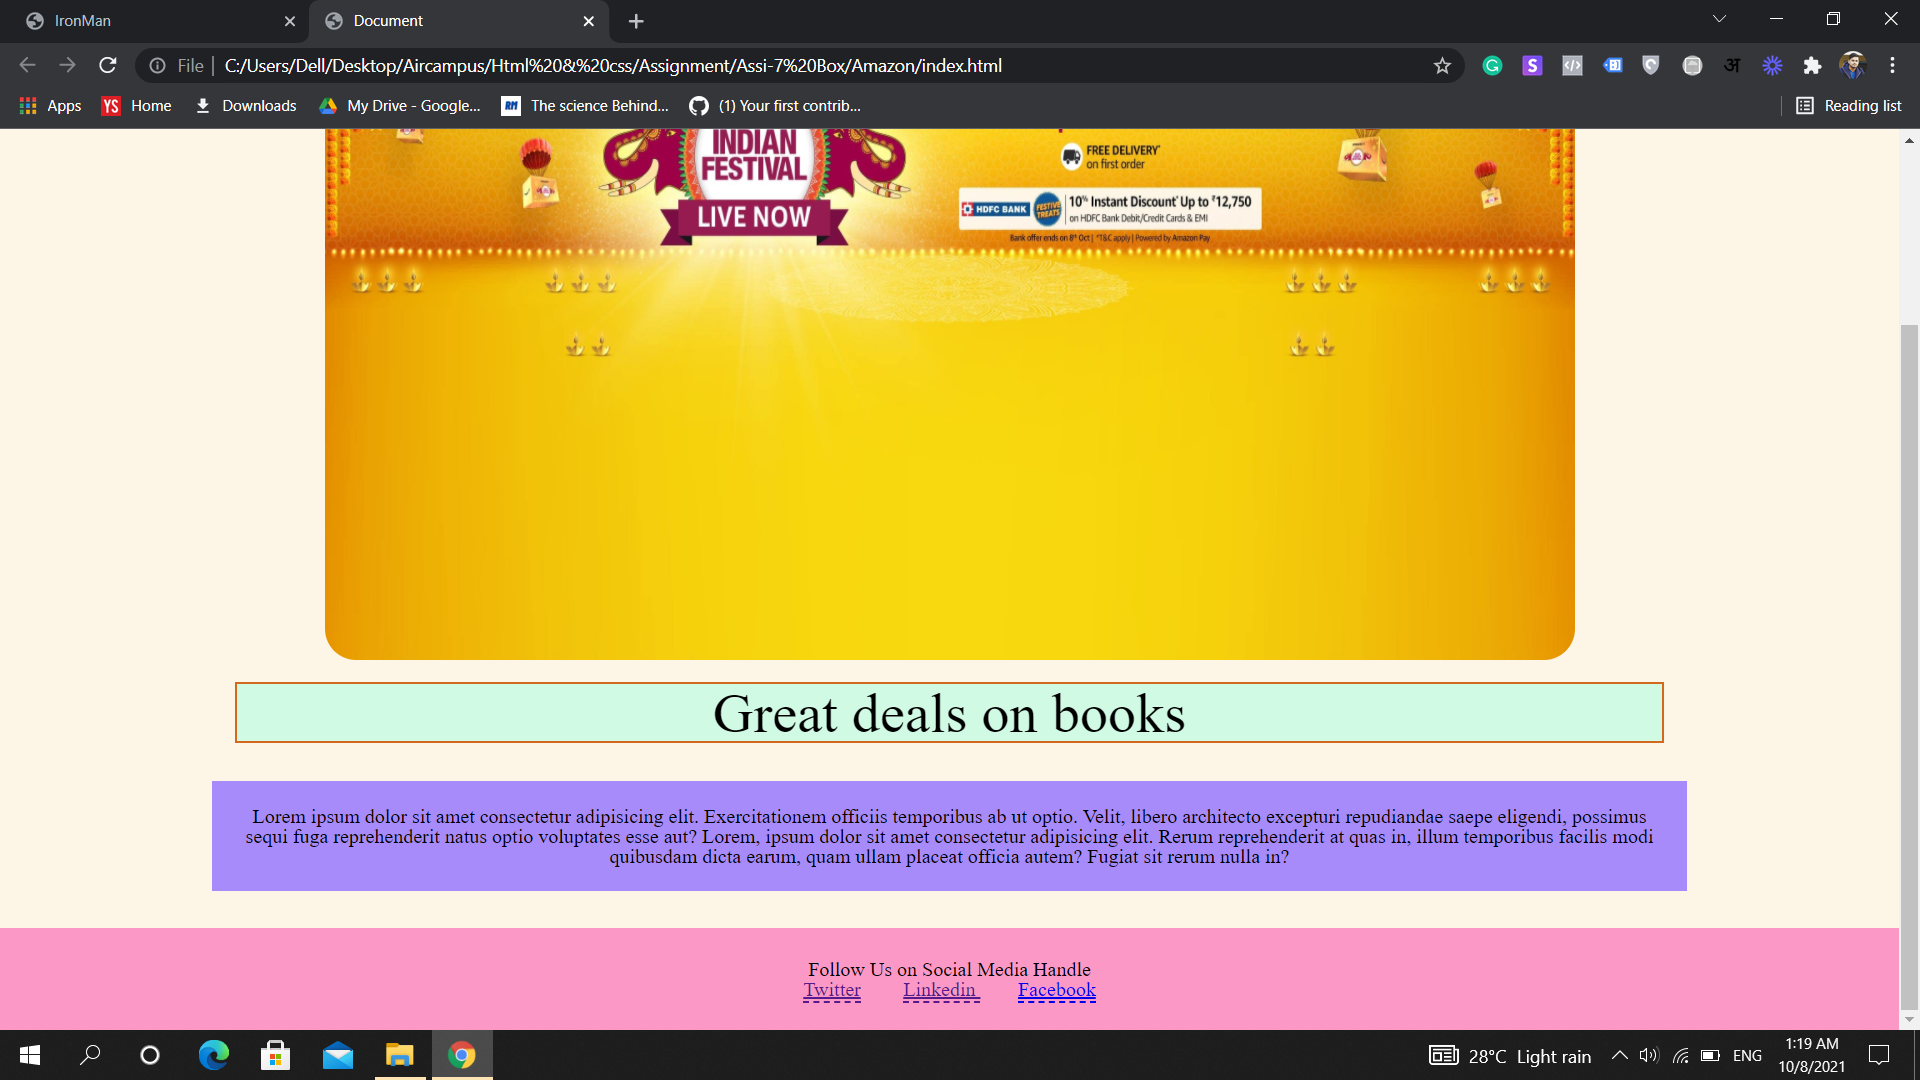 IronMan
Document
File
C:/Users/Dell/Desktop/Aircampus/Html%20&%20css/Assignment/Assi-7%20Box/Amazon/index.html
Apps
YS Home
Downloads
My Drive - Google...
RM The science Behind...
(1) Your first contrib...
Reading list
INDIAN
FESTIVAL
LIVE NOW
FREE DELIVERY*
on first order
HDFC BANK
FESTIVE
TREATS
10% Instant Discount* Up to ₹12,750
on HDFC Bank Debit/Credit Cards & EMI
Bank offer ends on 8th Oct | *T&C apply | Powered by Amazon Pay
Great deals on books
Lorem ipsum dolor sit amet consectetur adipisicing elit. Exercitationem officiis temporibus ab ut optio. Velit, libero architecto excepturi repudiandae saepe eligendi, possimus
sequi fuga reprehenderit natus optio voluptates esse aut? Lorem, ipsum dolor sit amet consectetur adipisicing elit. Rerum reprehenderit at quas in, illum temporibus facilis modi
quibusdam dicta earum, quam ullam placeat officia autem? Fugiat sit rerum nulla in?
Follow Us on Social Media Handle
Twitter Linkedin Facebook
28°C Light rain
ENG
1:19 AM
10/8/2021